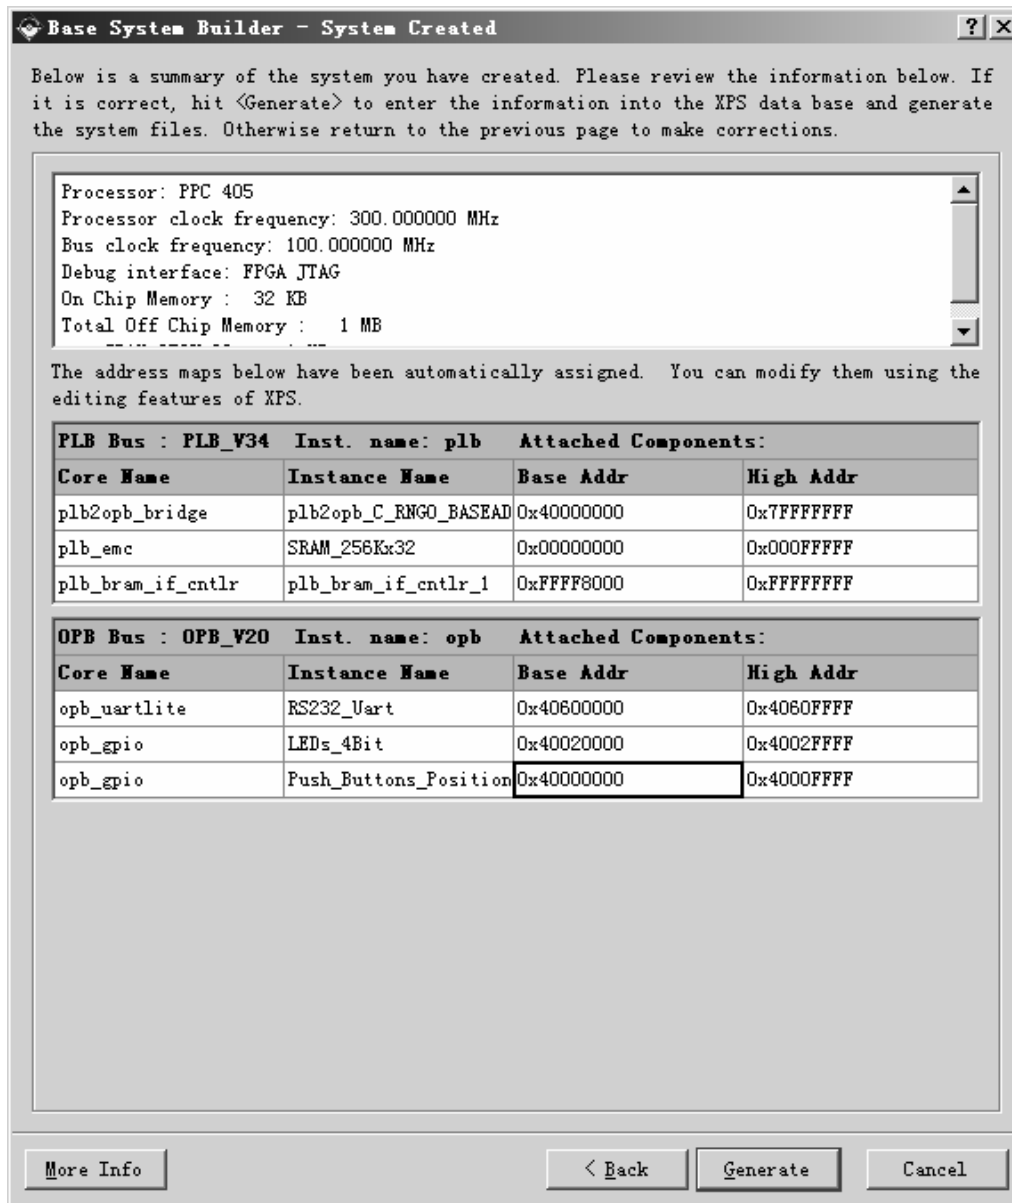 Base System Builder - System Created
Below is a summary of the system you have created. Please review the information below. If
it is correct, hit <Generate> to enter the information into the XPS data base and generate
the system files. Otherwise return to the previous page to make corrections.
Processor: PPC 405
Processor clock frequency: 300.000000 MHz
Bus clock frequency: 100.000000 MHz
Debug interface: FPGA JTAG
On Chip Memory :  32 KB
Total Off Chip Memory :   1 MB
The address maps below have been automatically assigned.  You can modify them using the
editing features of XPS.
PLB Bus : PLB_V34  Inst. name: plb  Attached Components:
Core Name Instance Name Base Addr High Addr
plb2opb_bridge plb2opb_C_RNG0_BASEAD 0x40000000 0x7FFFFFFF
plb_emc SRAM_256Kx32 0x00000000 0x000FFFFF
plb_bram_if_cntlr plb_bram_if_cntlr_1 0xFFFF8000 0xFFFFFFFF
OPB Bus : OPB_V20  Inst. name: opb  Attached Components:
Core Name Instance Name Base Addr High Addr
opb_uartlite RS232_Uart 0x40600000 0x4060FFFF
opb_gpio LEDs_4Bit 0x40020000 0x4002FFFF
opb_gpio Push_Buttons_Position 0x40000000 0x4000FFFF
More Info < Back Generate Cancel